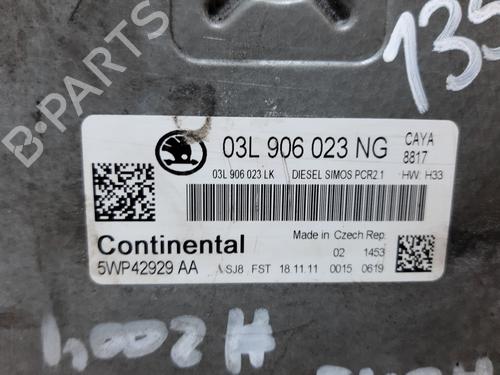 135
B-PARTS
03L 906 023 NG CAYA
8817
03L 906 023 LK DIESEL SIMOS PCR2.1 HW: H33
Continental
Made in Czech Rep.
02 1453
5WP42929 AA SJ8 FST 18.11.11 0015 0619